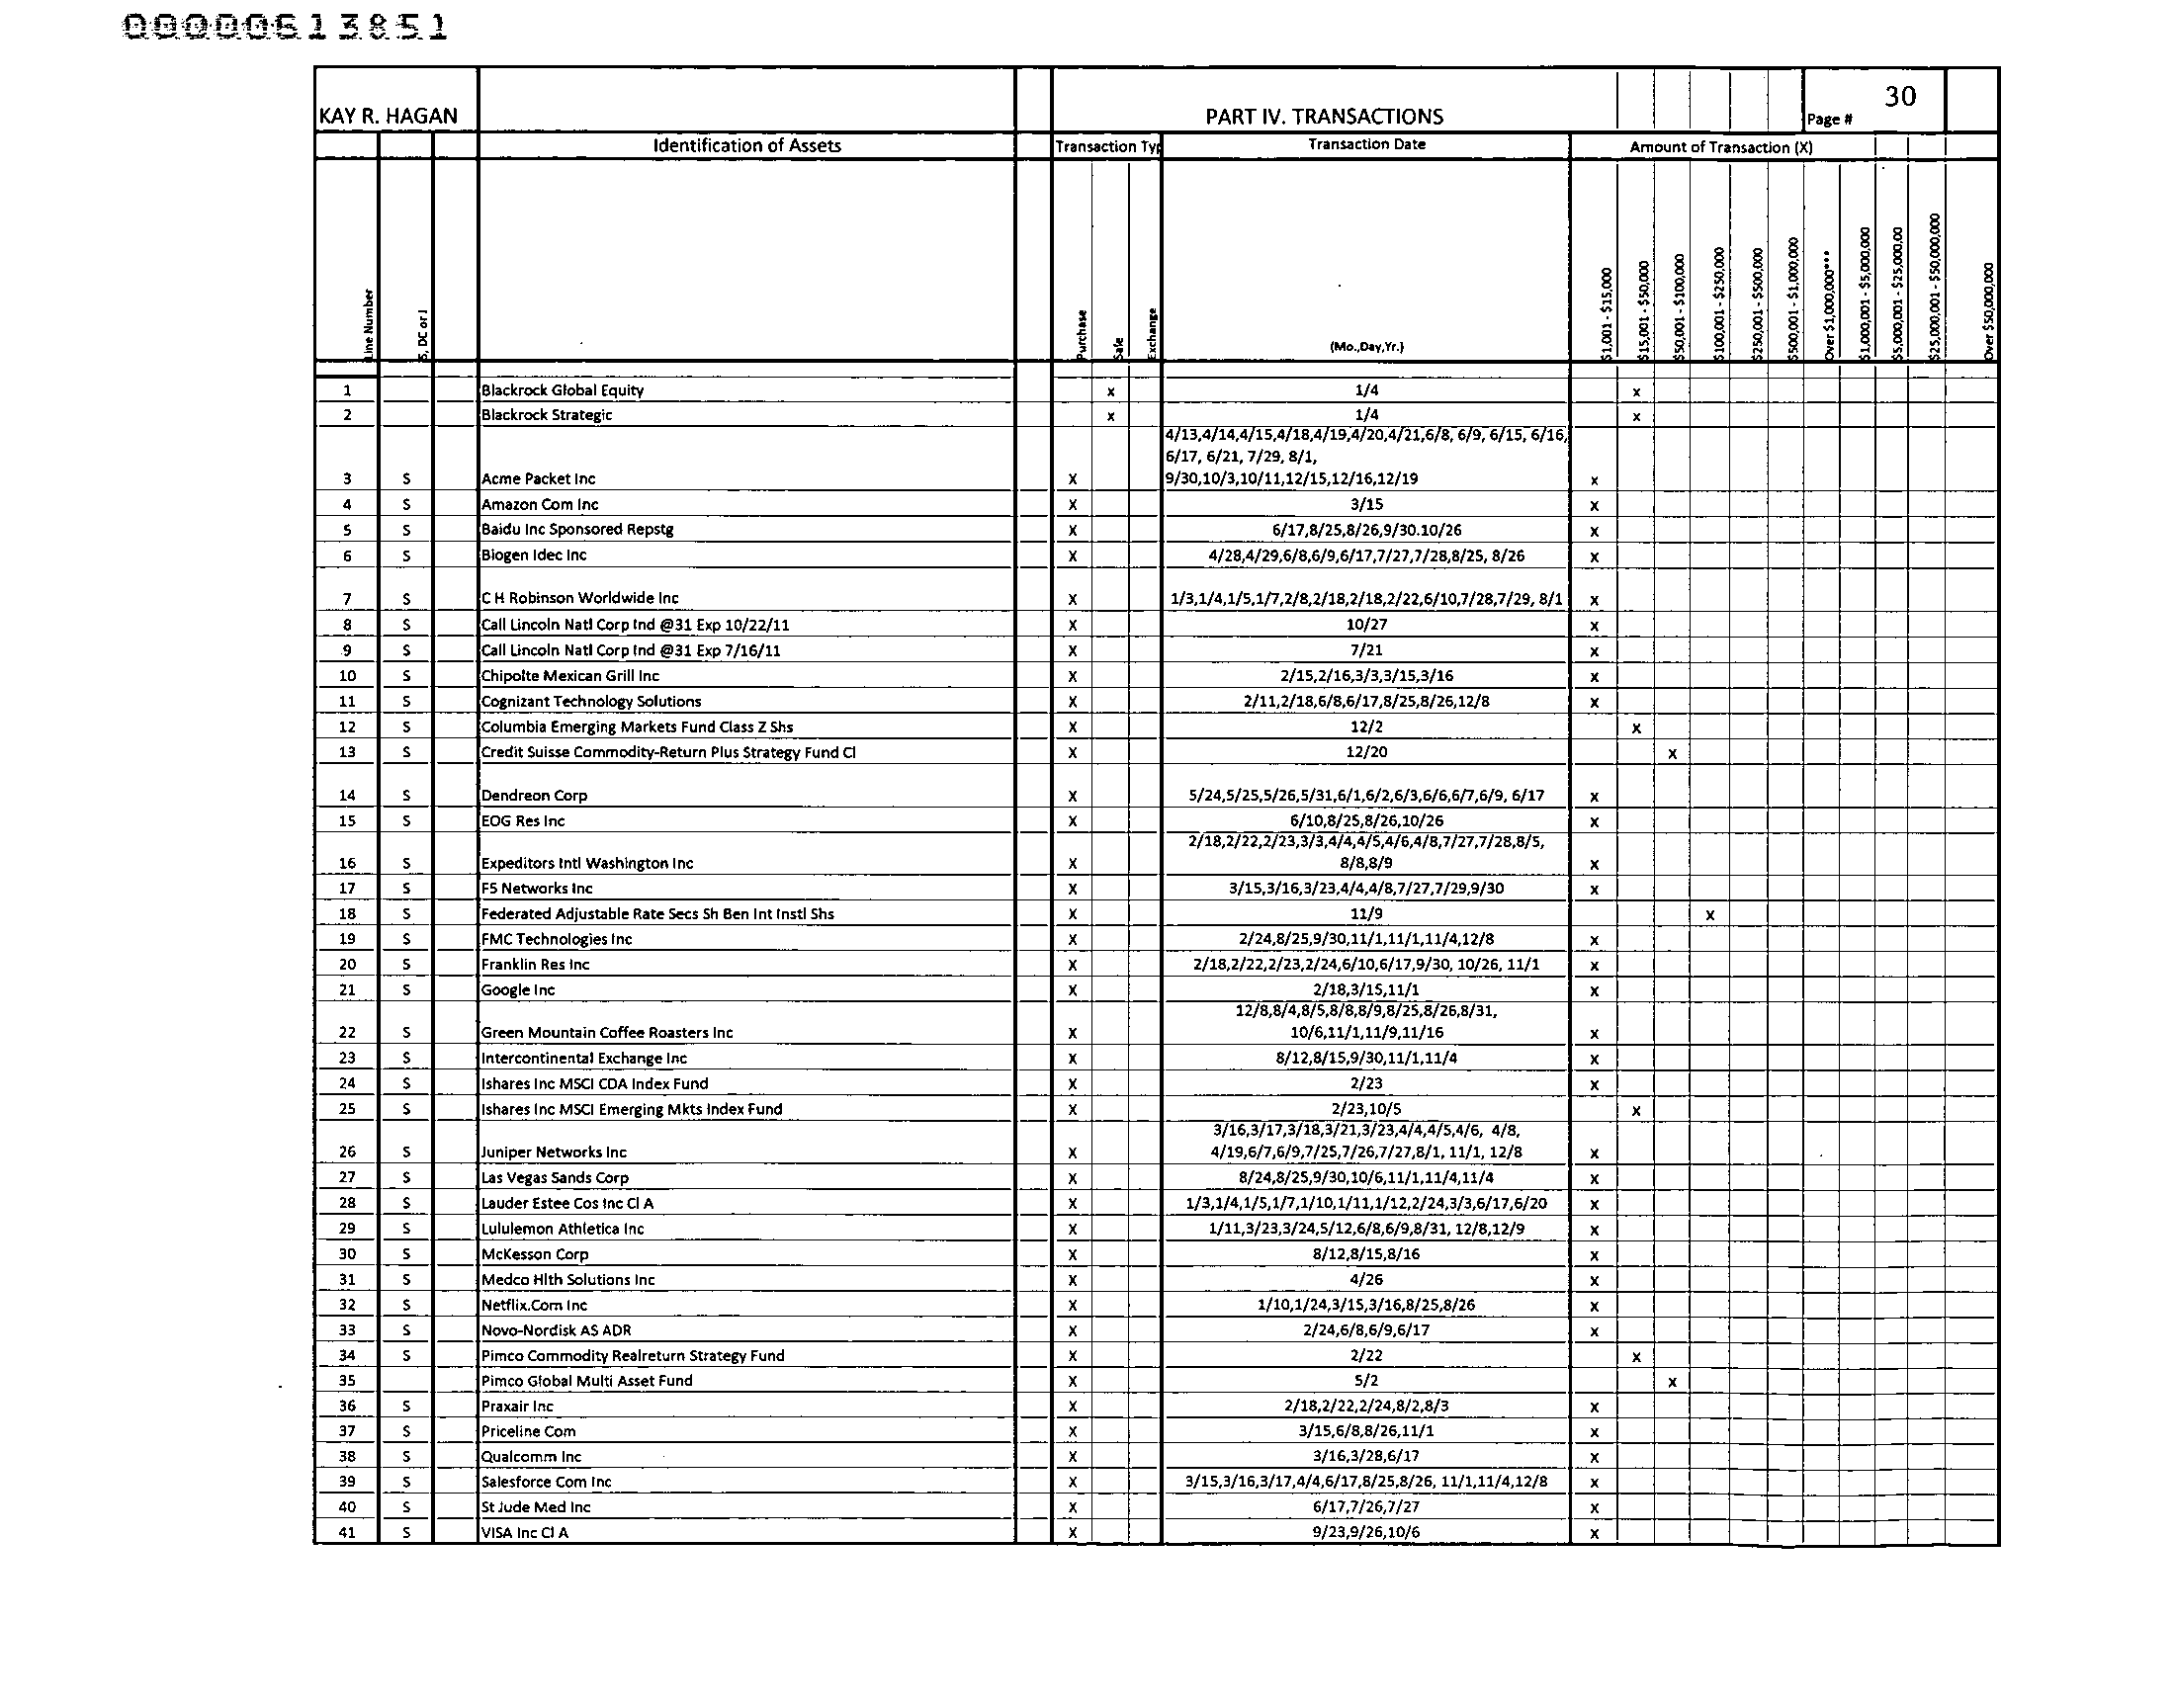 00000613851
KAY R. HAGAN PART IV. TRANSACTIONS Page # 30
Identification of Assets Transaction Typ Transaction Date Amount of Transaction (X)
Line Number S, DC or J Purchase Sale Exchange (Mo.,Day,Yr.) $1,001 - $15,000 $15,001 - $50,000 $50,001 - $100,000 $100,001 - $250,000 $250,001 - $500,000 $500,001 - $1,000,000 Over $1,000,000*** $1,000,001 - $5,000,000 $5,000,001 - $25,000,00 $25,000,001 - $50,000,000 Over $50,000,000
1 Blackrock Global Equity x 1/4 x
2 Blackrock Strategic x 1/4 x
4/13,4/14,4/15,4/18,4/19,4/20,4/21,6/8, 6/9, 6/15, 6/16,
6/17, 6/21, 7/29, 8/1,
3 S Acme Packet Inc X 9/30,10/3,10/11,12/15,12/16,12/19 x
4 S Amazon Com Inc X 3/15 x
5 S Baidu Inc Sponsored Repstg X 6/17,8/25,8/26,9/30.10/26 x
6 S Biogen Idec Inc X 4/28,4/29,6/8,6/9,6/17,7/27,7/28,8/25, 8/26 x
7 S C H Robinson Worldwide Inc X 1/3,1/4,1/5,1/7,2/8,2/18,2/18,2/22,6/10,7/28,7/29, 8/1 x
8 S Call Lincoln Natl Corp Ind @31 Exp 10/22/11 X 10/27 x
9 S Call Lincoln Natl Corp Ind @31 Exp 7/16/11 X 7/21 x
10 S Chipolte Mexican Grill Inc X 2/15,2/16,3/3,3/15,3/16 x
11 S Cognizant Technology Solutions X 2/11,2/18,6/8,6/17,8/25,8/26,12/8 x
12 S Columbia Emerging Markets Fund Class Z Shs X 12/2 x
13 S Credit Suisse Commodity-Return Plus Strategy Fund Cl X 12/20 x
14 S Dendreon Corp X 5/24,5/25,5/26,5/31,6/1,6/2,6/3,6/6,6/7,6/9, 6/17 x
15 S EOG Res Inc X 6/10,8/25,8/26,10/26 x
2/18,2/22,2/23,3/3,4/4,4/5,4/6,4/8,7/27,7/28,8/5,
16 S Expeditors Intl Washington Inc X 8/8,8/9 x
17 S F5 Networks Inc X 3/15,3/16,3/23,4/4,4/8,7/27,7/29,9/30 x
18 S Federated Adjustable Rate Secs Sh Ben Int Instl Shs X 11/9 x
19 S FMC Technologies Inc X 2/24,8/25,9/30,11/1,11/1,11/4,12/8 x
20 S Franklin Res Inc X 2/18,2/22,2/23,2/24,6/10,6/17,9/30, 10/26, 11/1 x
21 S Google Inc X 2/18,3/15,11/1 x
12/8,8/4,8/5,8/8,8/9,8/25,8/26,8/31,
22 S Green Mountain Coffee Roasters Inc X 10/6,11/1,11/9,11/16 x
23 S Intercontinental Exchange Inc X 8/12,8/15,9/30,11/1,11/4 x
24 S Ishares Inc MSCI CDA Index Fund X 2/23 x
25 S Ishares Inc MSCI Emerging Mkts Index Fund X 2/23,10/5 x
3/16,3/17,3/18,3/21,3/23,4/4,4/5,4/6, 4/8,
26 S Juniper Networks Inc X 4/19,6/7,6/9,7/25,7/26,7/27,8/1, 11/1, 12/8 x
27 S Las Vegas Sands Corp X 8/24,8/25,9/30,10/6,11/1,11/4,11/4 x
28 S Lauder Estee Cos Inc Cl A X 1/3,1/4,1/5,1/7,1/10,1/11,1/12,2/24,3/3,6/17,6/20 x
29 S Lululemon Athletica Inc X 1/11,3/23,3/24,5/12,6/8,6/9,8/31, 12/8,12/9 x
30 S McKesson Corp X 8/12,8/15,8/16 x
31 S Medco Hlth Solutions Inc X 4/26 x
32 S Netflix.Com Inc X 1/10,1/24,3/15,3/16,8/25,8/26 x
33 S Novo-Nordisk AS ADR X 2/24,6/8,6/9,6/17 x
34 S Pimco Commodity Realreturn Strategy Fund X 2/22 x
35 Pimco Global Multi Asset Fund X 5/2 x
36 S Praxair Inc X 2/18,2/22,2/24,8/2,8/3 x
37 S Priceline Com X 3/15,6/8,8/26,11/1 x
38 S Qualcomm Inc X 3/16,3/28,6/17 x
39 S Salesforce Com Inc X 3/15,3/16,3/17,4/4,6/17,8/25,8/26, 11/1,11/4,12/8 x
40 S St Jude Med Inc X 6/17,7/26,7/27 x
41 S VISA Inc Cl A X 9/23,9/26,10/6 x